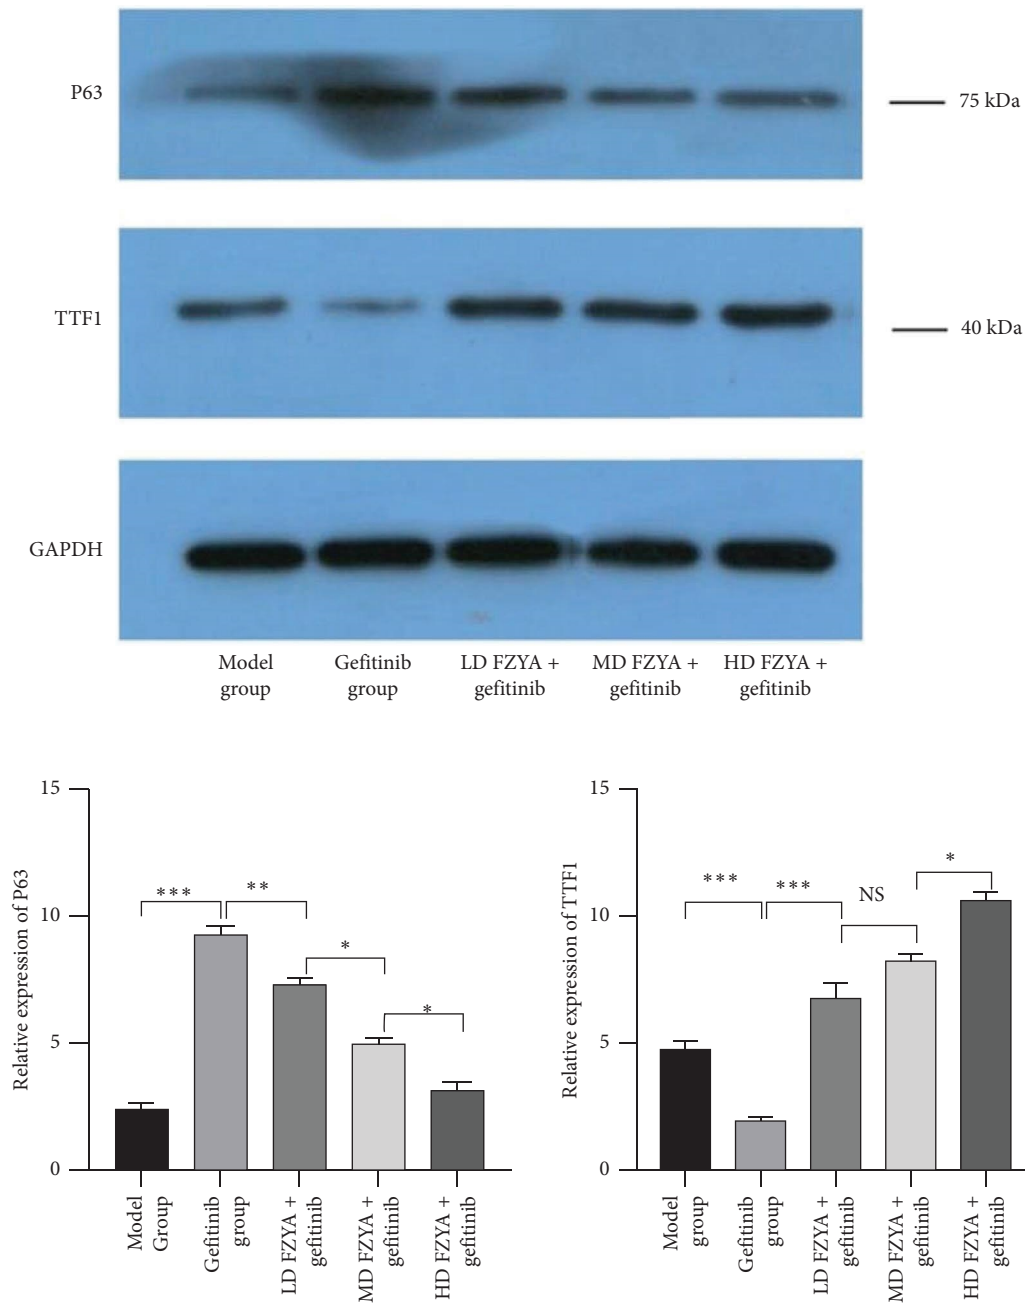 P63
75 kDa
TTF1
40 kDa
GAPDH
Model group
Gefitinib group
LD FZYA + gefitinib
MD FZYA + gefitinib
HD FZYA + gefitinib
Relative expression of P63
15
10
5
0
***
**
*
*
Model Group
Gefitinib group
LD FZYA + gefitinib
MD FZYA + gefitinib
HD FZYA + gefitinib
Relative expression of TTF1
15
10
5
0
***
***
NS
*
Model group
Gefitinib group
LD FZYA + gefitinib
MD FZYA + gefitinib
HD FZYA + gefitinib